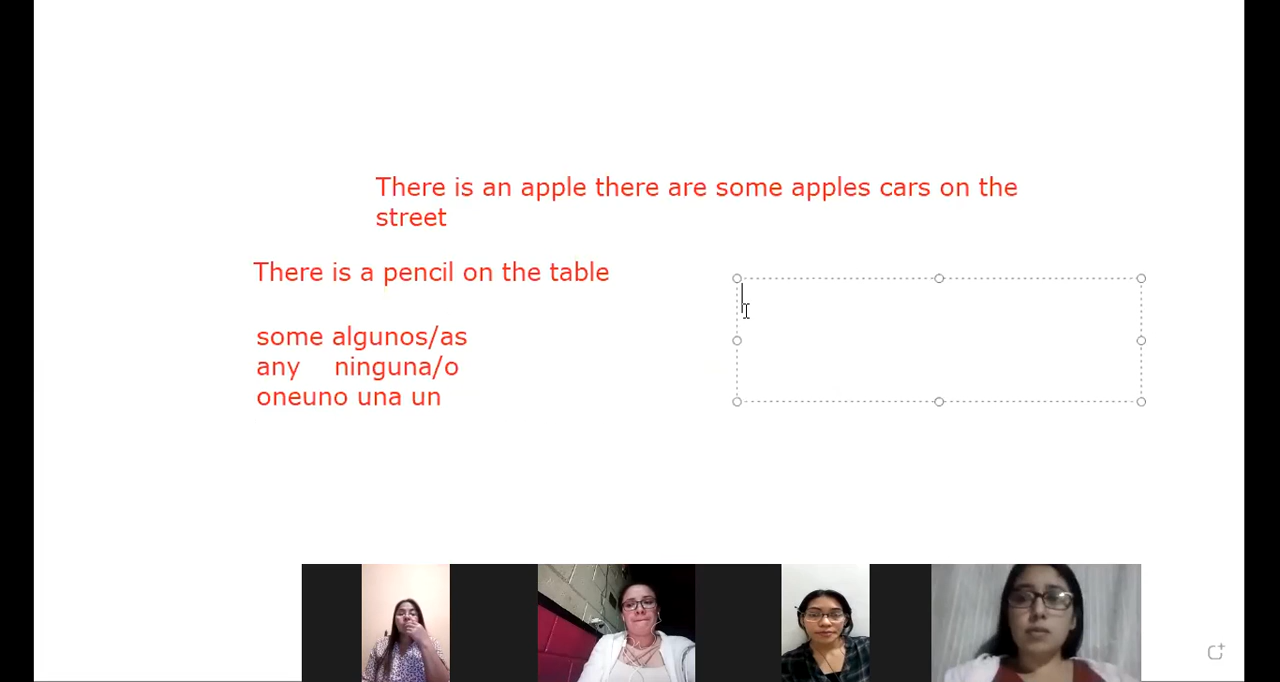 There is an apple there are some apples cars on the
street
There is a pencil on the table
some algunos/as
any ninguna/o
oneuno una un